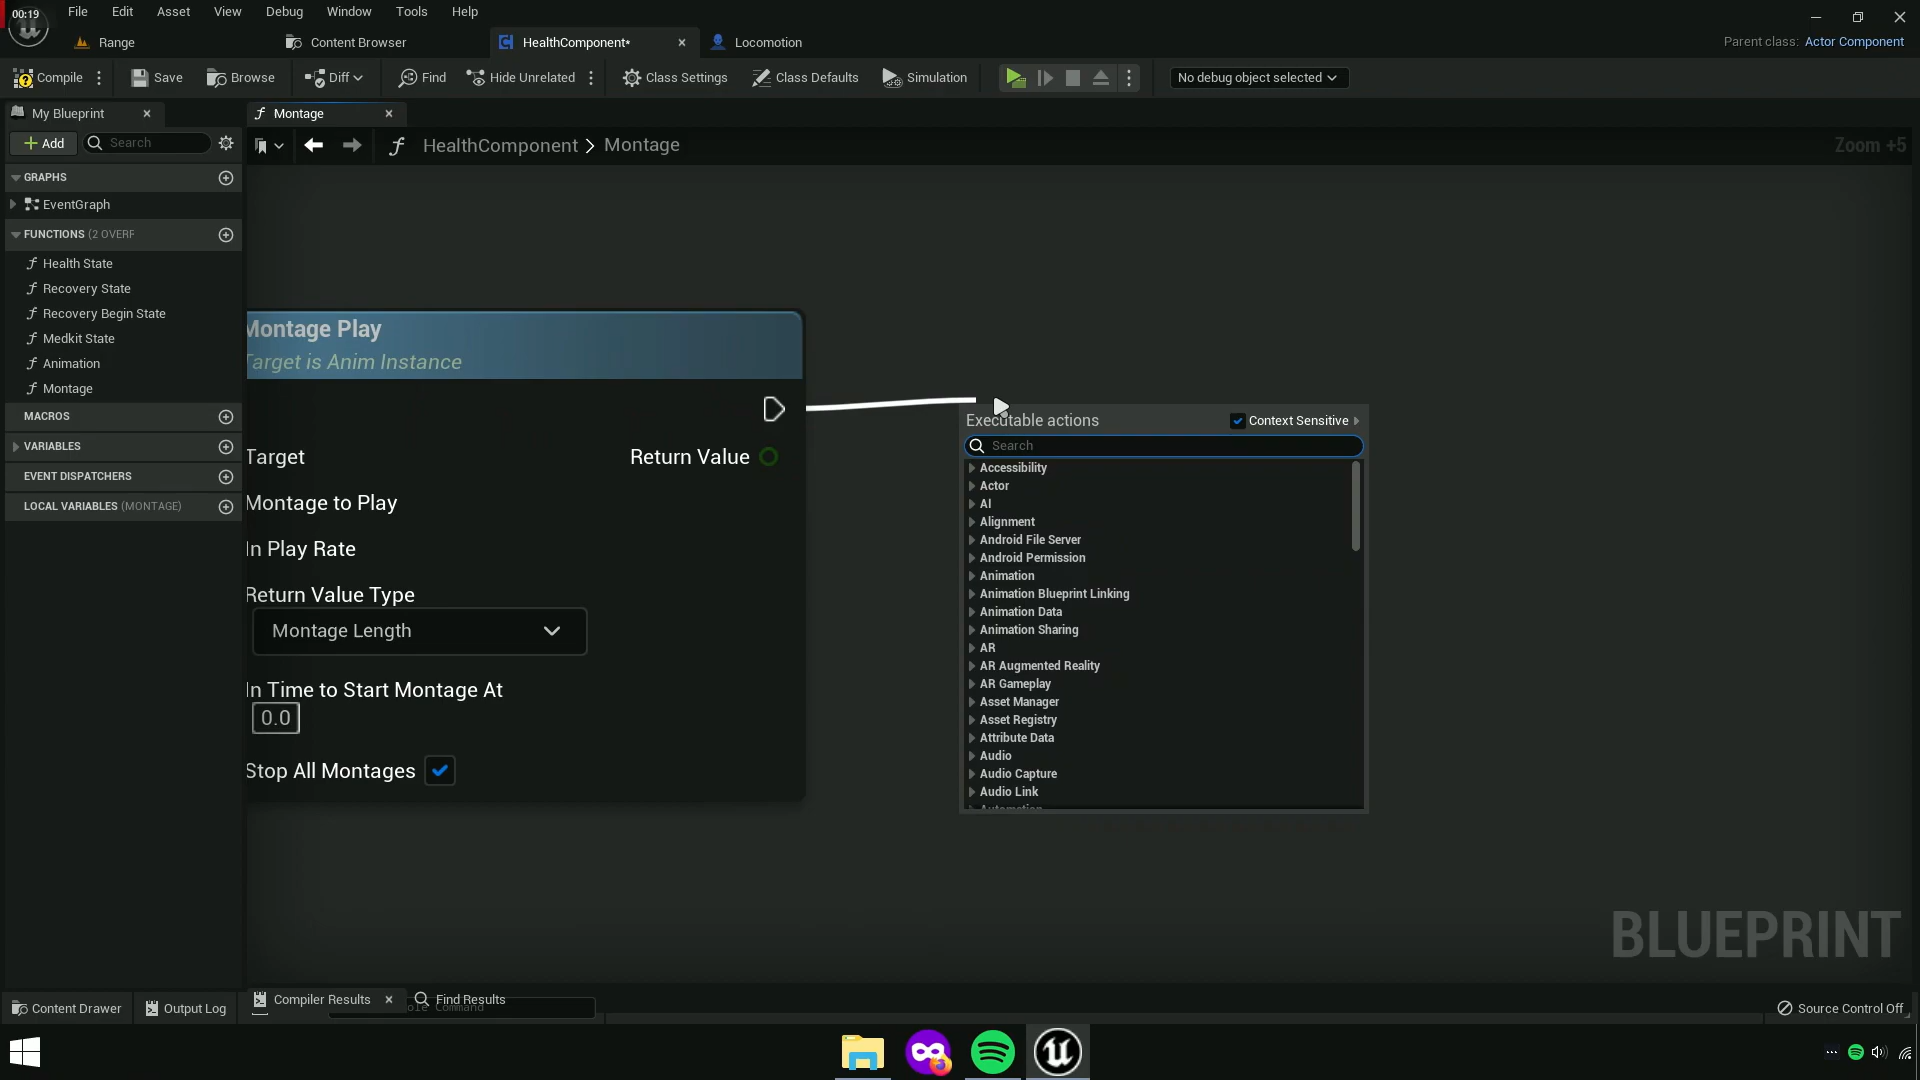 00:19
File Edit Asset View Debug Window Tools Help
Range
Content Browser
HealthComponent*
Locomotion
Parent class: Actor Component
Compile
Save
Browse
Diff
Find
Hide Unrelated
Class Settings
Class Defaults
Simulation
No debug object selected
My Blueprint
Montage
Add
Search
HealthComponent > Montage
Zoom +5
GRAPHS
EventGraph
FUNCTIONS (2 OVERF
Health State
Recovery State
Recovery Begin State
Medkit State
Animation
Montage
MACROS
VARIABLES
EVENT DISPATCHERS
LOCAL VARIABLES (MONTAGE)
Montage Play
Target is Anim Instance
Target
Return Value
Montage to Play
In Play Rate
Return Value Type
Montage Length
In Time to Start Montage At
0.0
Stop All Montages
Executable actions
Context Sensitive
Search
Accessibility
Actor
AI
Alignment
Android File Server
Android Permission
Animation
Animation Blueprint Linking
Animation Data
Animation Sharing
AR
AR Augmented Reality
AR Gameplay
Asset Manager
Asset Registry
Attribute Data
Audio
Audio Capture
Audio Link
Automation
BLUEPRINT
Compiler Results
Find Results
Content Drawer
Output Log
ole Command
Source Control Off